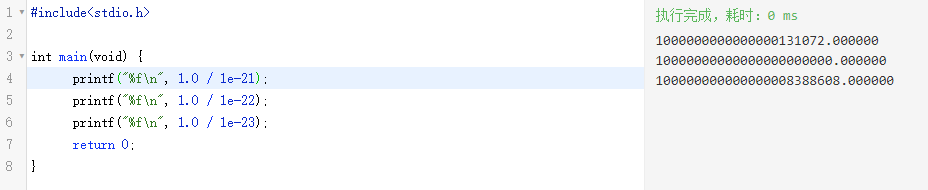 1 #include<stdio.h>
2
3 int main(void) {
4 printf("%f\n", 1.0 / 1e-21);
5 printf("%f\n", 1.0 / 1e-22);
6 printf("%f\n", 1.0 / 1e-23);
7 return 0;
8 }
执行完成，耗时：0 ms
1000000000000000131072.000000
10000000000000000000000.000000
100000000000000008388608.000000